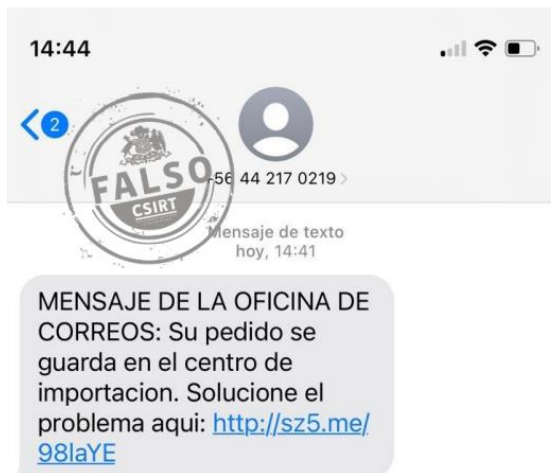 14:44
2
FALSO
CSIRT
+56 44 217 0219
Mensaje de texto
hoy, 14:41
MENSAJE DE LA OFICINA DE
CORREOS: Su pedido se
guarda en el centro de
importacion. Solucione el
problema aqui: http://sz5.me/
98laYE